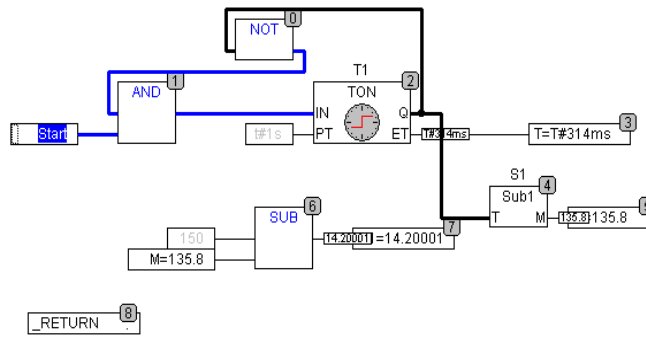 0
NOT
1
AND
T1
2
TON
IN
Q
PT
ET
Start
t#1s
T#314ms
3
T=T#314ms
S1
4
Sub1
T
M
135.8
135.8
5
6
SUB
7
150
M=135.8
14.20001
=14.20001
8
_RETURN